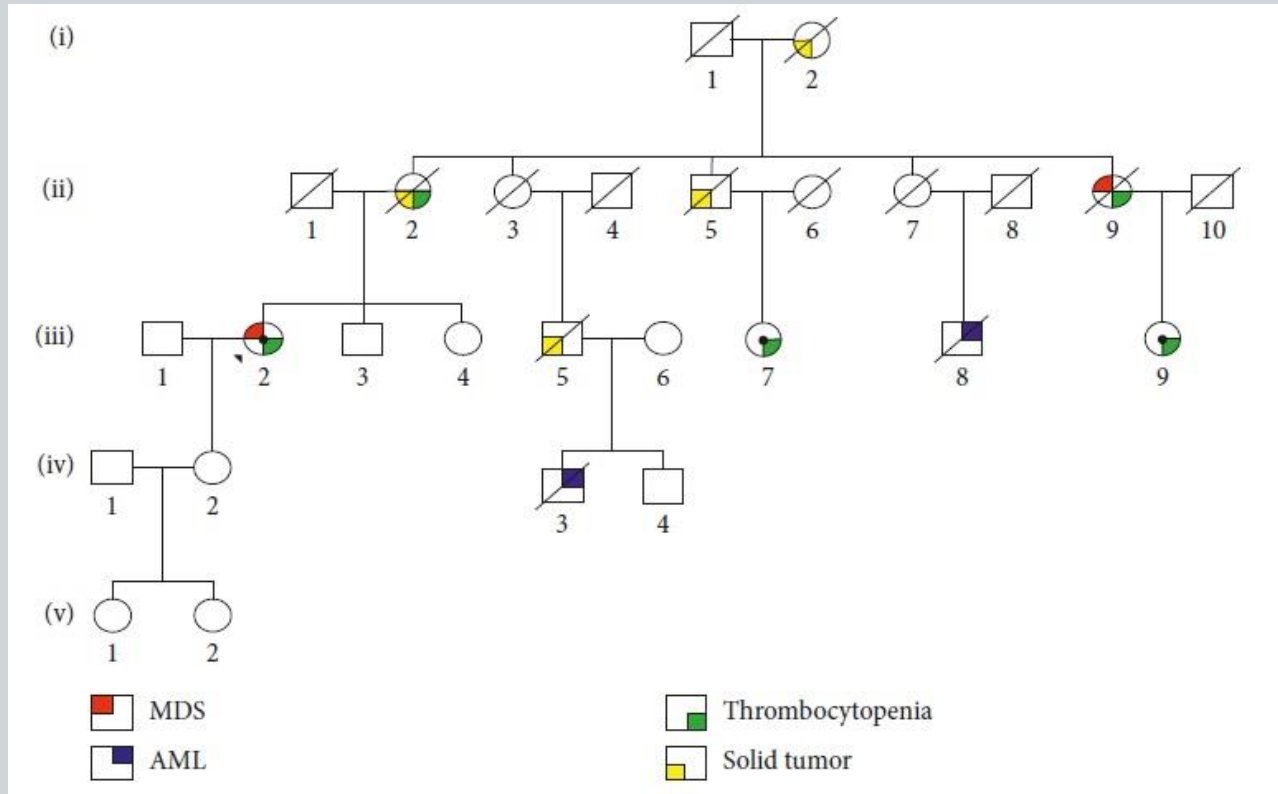 (i)
1 2
(ii)
1 2 3 4 5 6 7 8 9 10
(iii)
1 2 3 4 5 6 7 8 9
(iv)
1 2 3 4
(v)
1 2
MDS Thrombocytopenia
AML Solid tumor